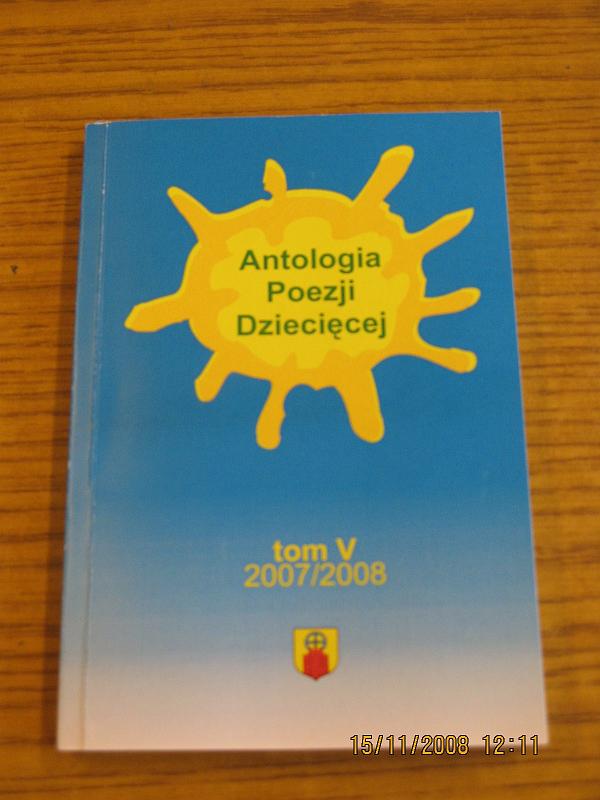 Antologia
Poezji
Dziecięcej
tom V
2007/2008
15/11/2008 12:11